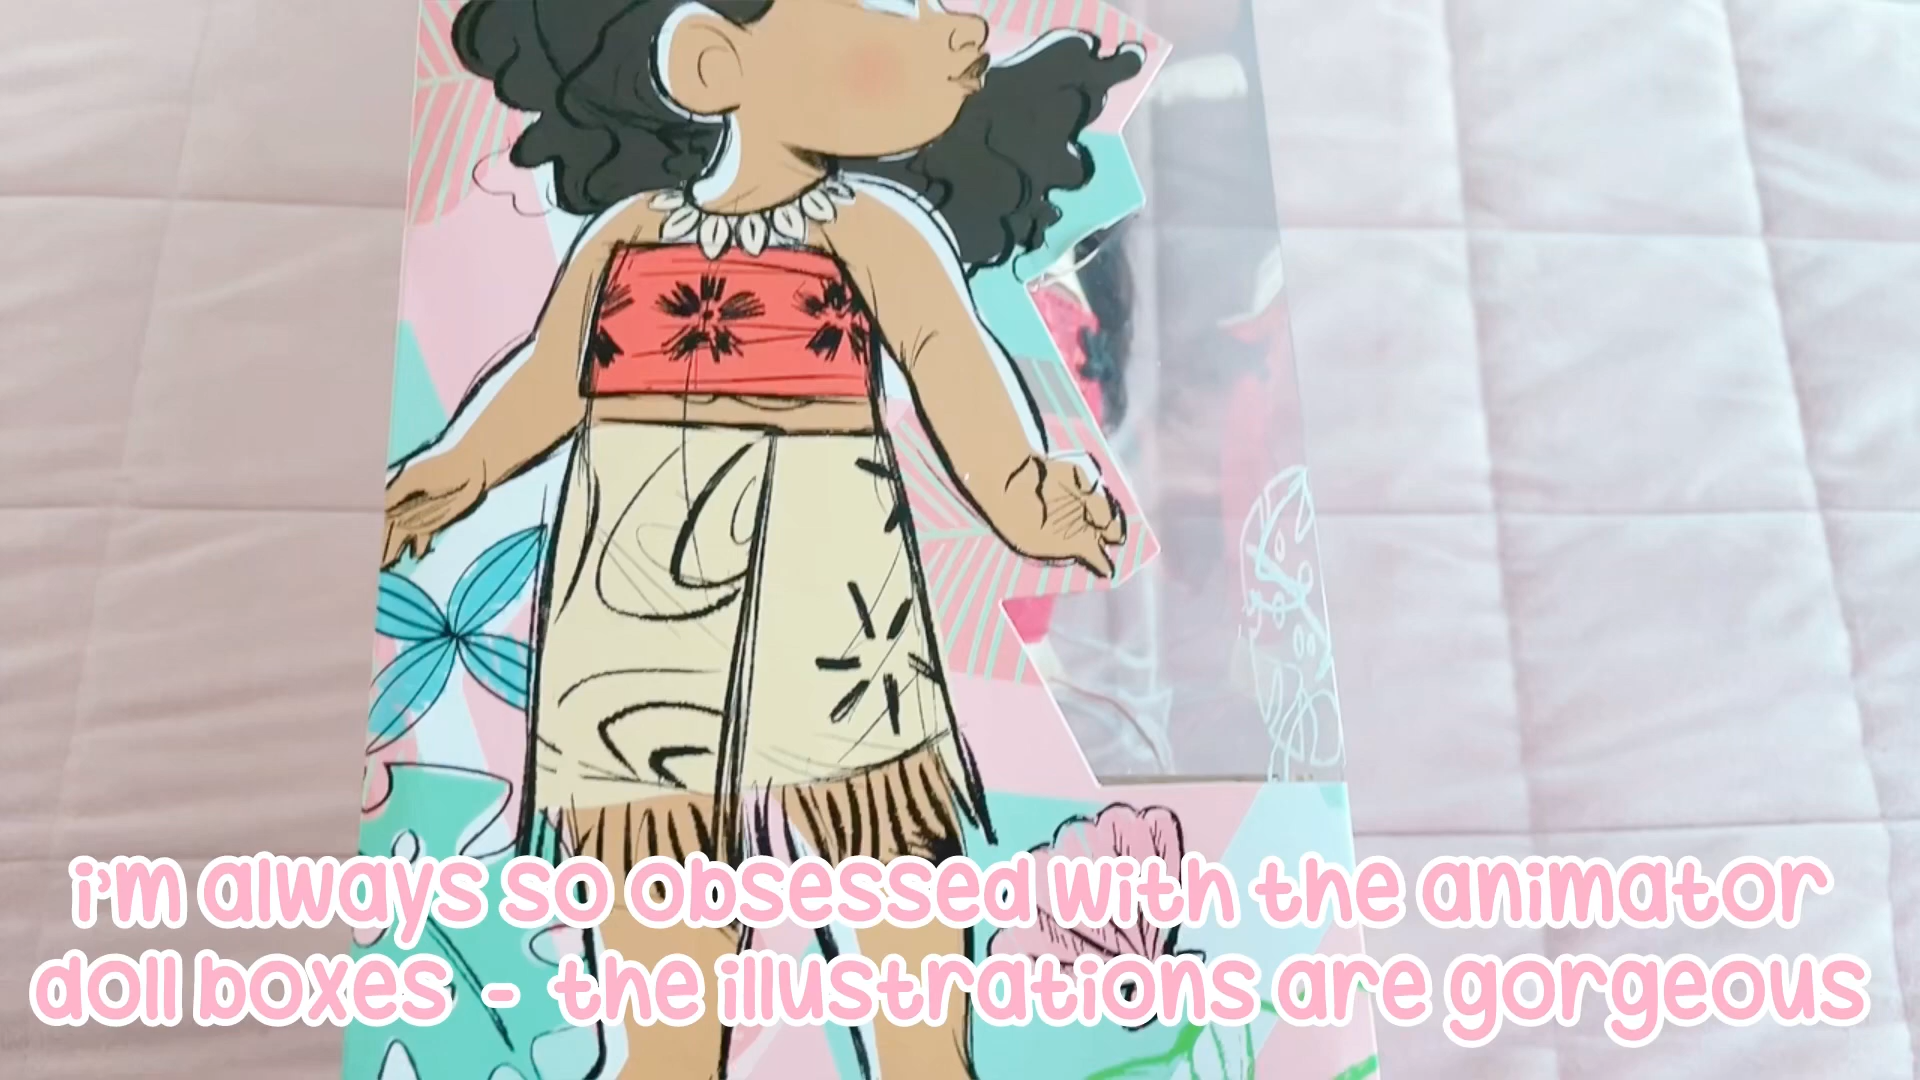 i'm always so obsessed with the animator
doll boxes - the illustrations are gorgeous